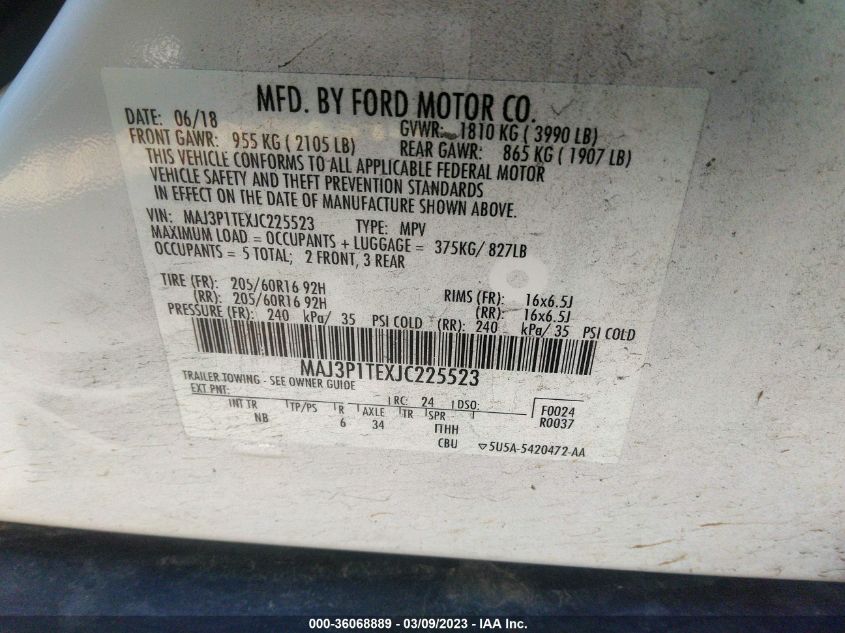 MFD. BY FORD MOTOR CO.
DATE: 06/18 GVWR: 1810 KG ( 3990 LB)
FRONT GAWR: 955 KG ( 2105 LB) REAR GAWR: 865 KG ( 1907 LB)
THIS VEHICLE CONFORMS TO ALL APPLICABLE FEDERAL MOTOR
VEHICLE SAFETY AND THEFT PREVENTION STANDARDS
IN EFFECT ON THE DATE OF MANUFACTURE SHOWN ABOVE.
VIN: MAJ3P1TEXJC225523 TYPE: MPV
MAXIMUM LOAD = OCCUPANTS + LUGGAGE = 375KG/ 827LB
OCCUPANTS = 5 TOTAL; 2 FRONT, 3 REAR
TIRE (FR): 205/60R16 92H RIMS (FR): 16x6.5J
(RR): 205/60R16 92H (RR): 16x6.5J
PRESSURE (FR): 240 kPa/ 35 PSI COLD (RR): 240 kPa/ 35 PSI COLD
MAJ3P1TEXJC225523
TRAILER TOWING - SEE OWNER GUIDE
EXT PNT: RC: 24 DSO: F0024
INT TR TP/PS R AXLE TR SPR R0037
NB 6 34 ITHH
CBU 5U5A-5420472-AA
000-36068889 - 03/09/2023 - IAA Inc.